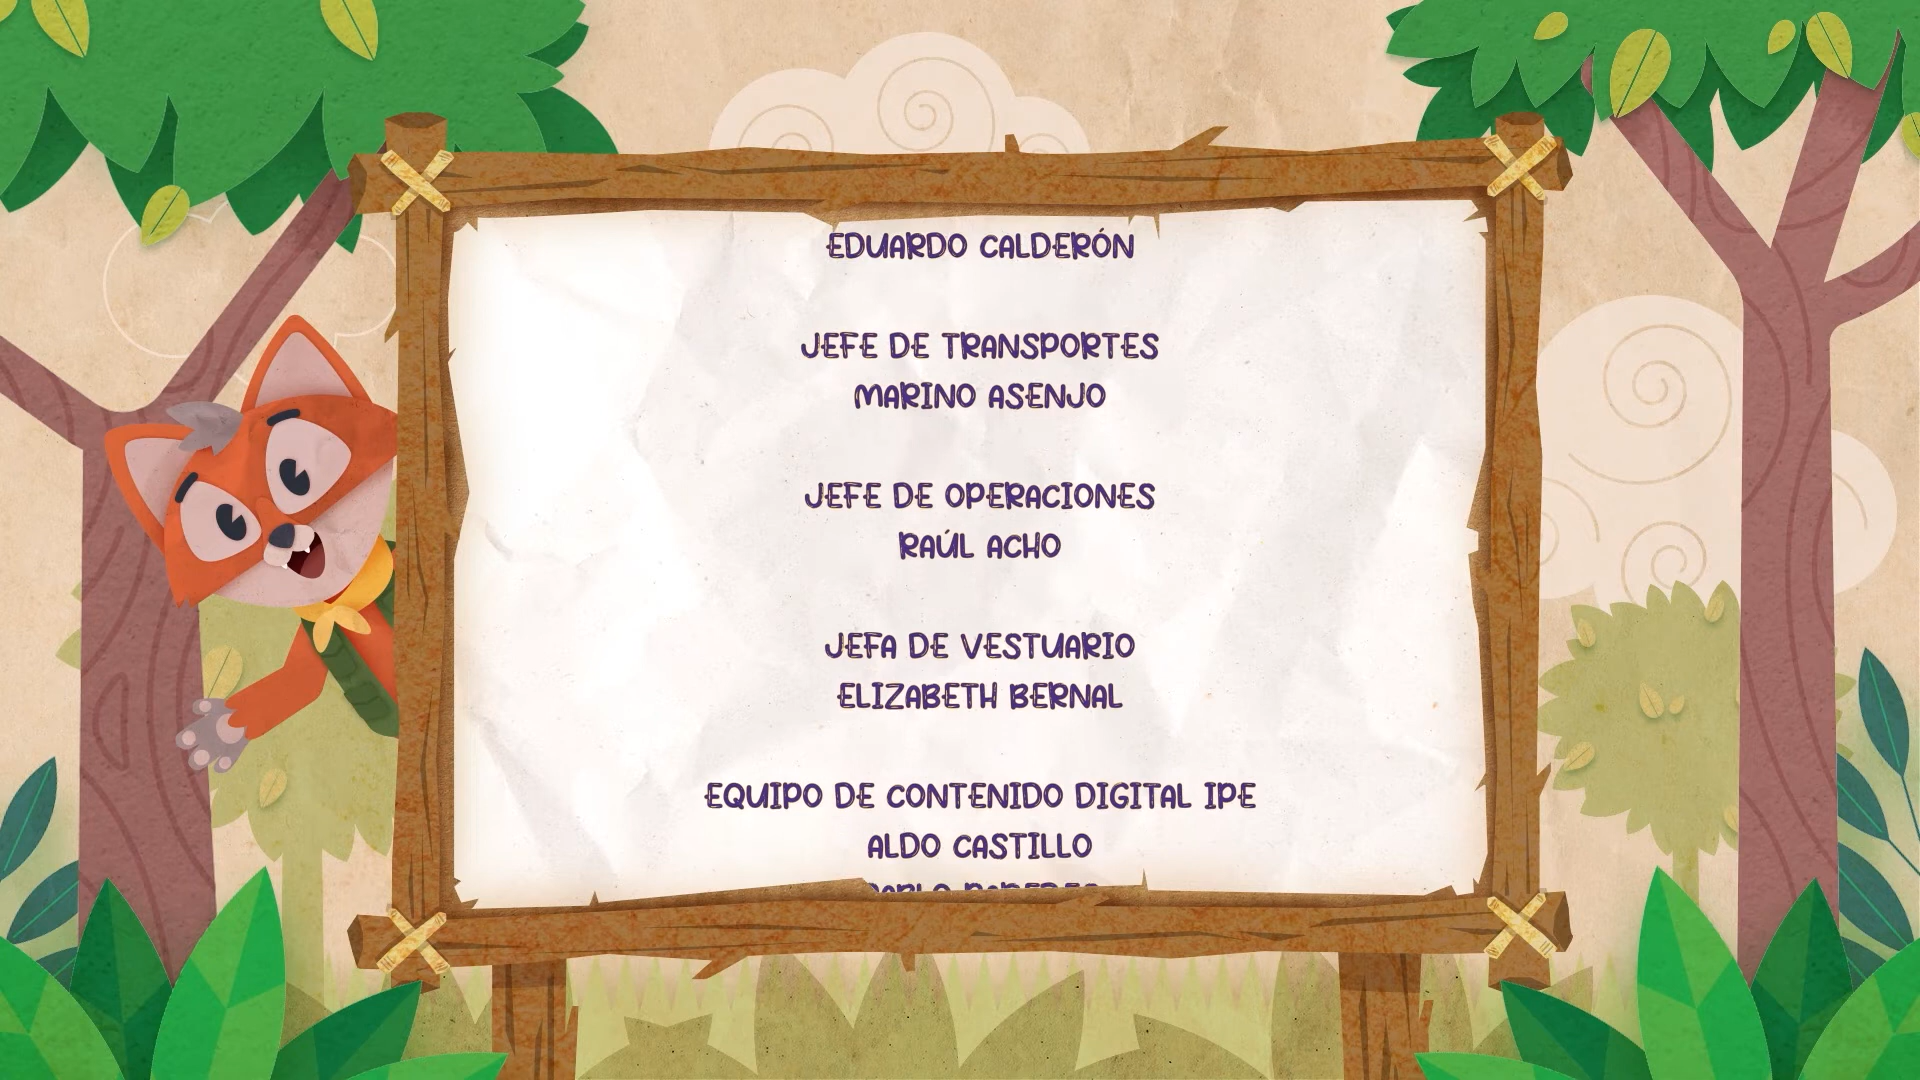 EDUARDO CALDERÓN
JEFE DE TRANSPORTES
MARINO ASENJO
JEFE DE OPERACIONES
RAÚL ACHO
JEFA DE VESTUARIO
ELIZABETH BERNAL
EQUIPO DE CONTENIDO DIGITAL IPE
ALDO CASTILLO